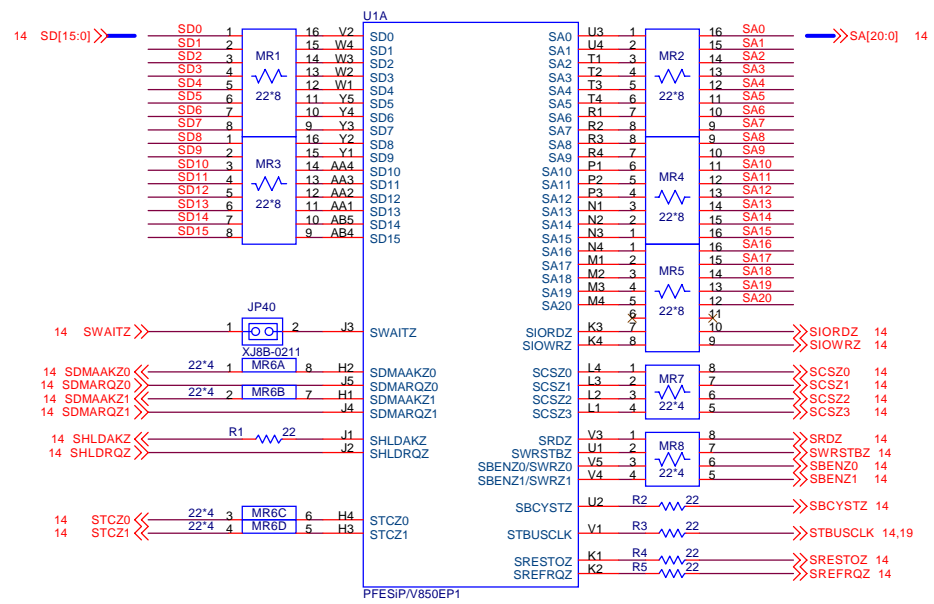 U1A
14 SD[15:0] SD0 1 16 V2 SD0 SA0 U3 1 16 SA0 SA[20:0] 14
SD1 2 15 W4 SD1 SA1 U4 2 15 SA1
SD2 3 14 W3 SD2 SA2 T1 3 14 SA2
MR1 MR2
SD3 4 13 W2 SD3 SA3 T2 4 13 SA3
SD4 5 12 W1 SD4 SA4 T3 5 12 SA4
SD5 6 11 Y5 SD5 SA5 T4 6 11 SA5
22*8 22*8
SD6 7 10 Y4 SD6 SA6 R1 7 10 SA6
SD7 8 9 Y3 SD7 SA7 R2 8 9 SA7
SD8 1 16 Y2 SD8 SA8 R3 8 9 SA8
SD9 2 15 Y1 SD9 SA9 R4 7 10 SA9
SD10 3 14 AA4 SD10 SA10 P1 6 11 SA10
MR3 MR4
SD11 4 13 AA3 SD11 SA11 P2 5 12 SA11
SD12 5 12 AA2 SD12 SA12 P3 4 13 SA12
22*8 22*8
SD13 6 11 AA1 SD13 SA13 N1 3 14 SA13
SD14 7 10 AB5 SD14 SA14 N2 2 15 SA14
SD15 8 9 AB4 SD15 SA15 N3 1 16 SA15
SA16 N4 1 16 SA16
SA17 M1 2 15 SA17
SA18 M2 3 14 SA18
MR5
SA19 M3 4 13 SA19
SA20 M4 5 12 SA20
22*8
6 11
JP40
14 SWAITZ 1 2 J3 SWAITZ SIORDZ K3 7 10 SIORDZ 14
XJ8B-0211
SIOWRZ K4 8 9 SIOWRZ 14
14 SDMAAKZ0 22*4 1 MR6A 8 H2 SDMAAKZ0 SCSZ0 L4 1 8 SCSZ0 14
14 SDMARQZ0 J5 SDMARQZ0 SCSZ1 L3 2 MR7 7 SCSZ1 14
14 SDMAAKZ1 22*4 2 MR6B 7 H1 SDMAAKZ1 SCSZ2 L2 3 6 SCSZ2 14
14 SDMARQZ1 J4 SDMARQZ1 SCSZ3 L1 4 22*4 5 SCSZ3 14
14 SHLDAKZ R1 22 J1 SHLDAKZ SRDZ V3 1 8 SRDZ 14
14 SHLDRQZ J2 SHLDRQZ SWRSTBZ U1 2 MR8 7 SWRSTBZ 14
SBENZ0/SWRZ0 V5 3 6 SBENZ0 14
SBENZ1/SWRZ1 V4 4 22*4 5 SBENZ1 14
SBCYSTZ U2 R2 22 SBCYSTZ 14
14 STCZ0 22*4 3 MR6C 6 H4 STCZ0
14 STCZ1 22*4 4 MR6D 5 H3 STCZ1 STBUSCLK V1 R3 22 STBUSCLK 14,19
SRESTOZ K1 R4 22 SRESTOZ 14
SREFRQZ K2 R5 22 SREFRQZ 14
PFESiP/V850EP1